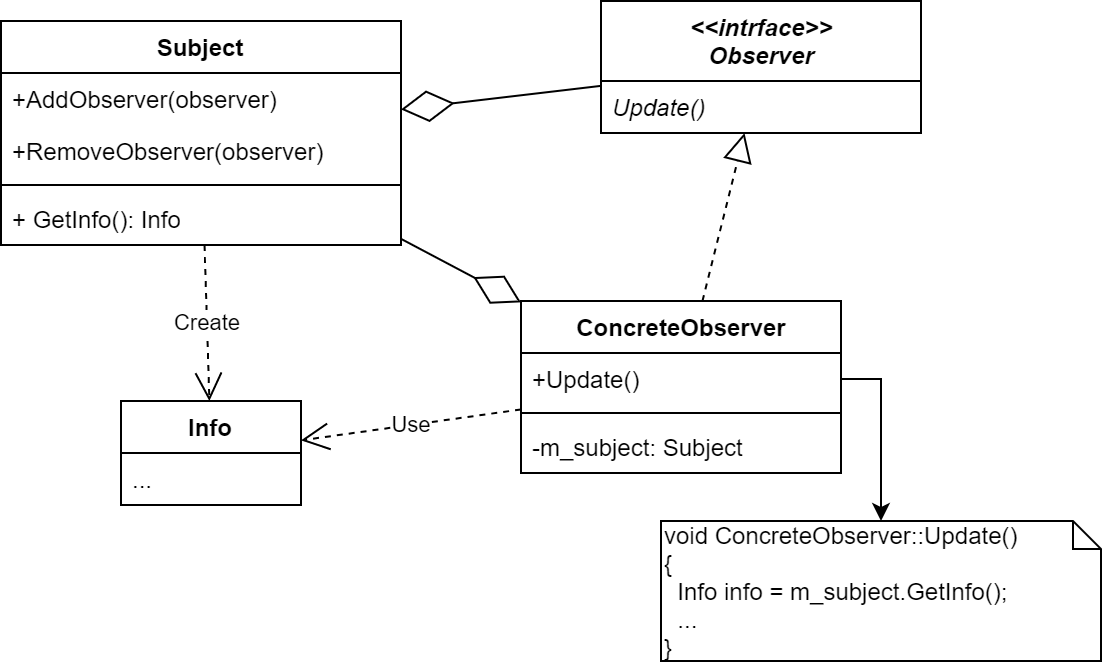 Subject
+AddObserver(observer)
+RemoveObserver(observer)
+ GetInfo(): Info
<<intrface>>
Observer
Update()
Create
Info
...
Use
ConcreteObserver
+Update()
-m_subject: Subject
void ConcreteObserver::Update()
{
Info info = m_subject.GetInfo();
...
}